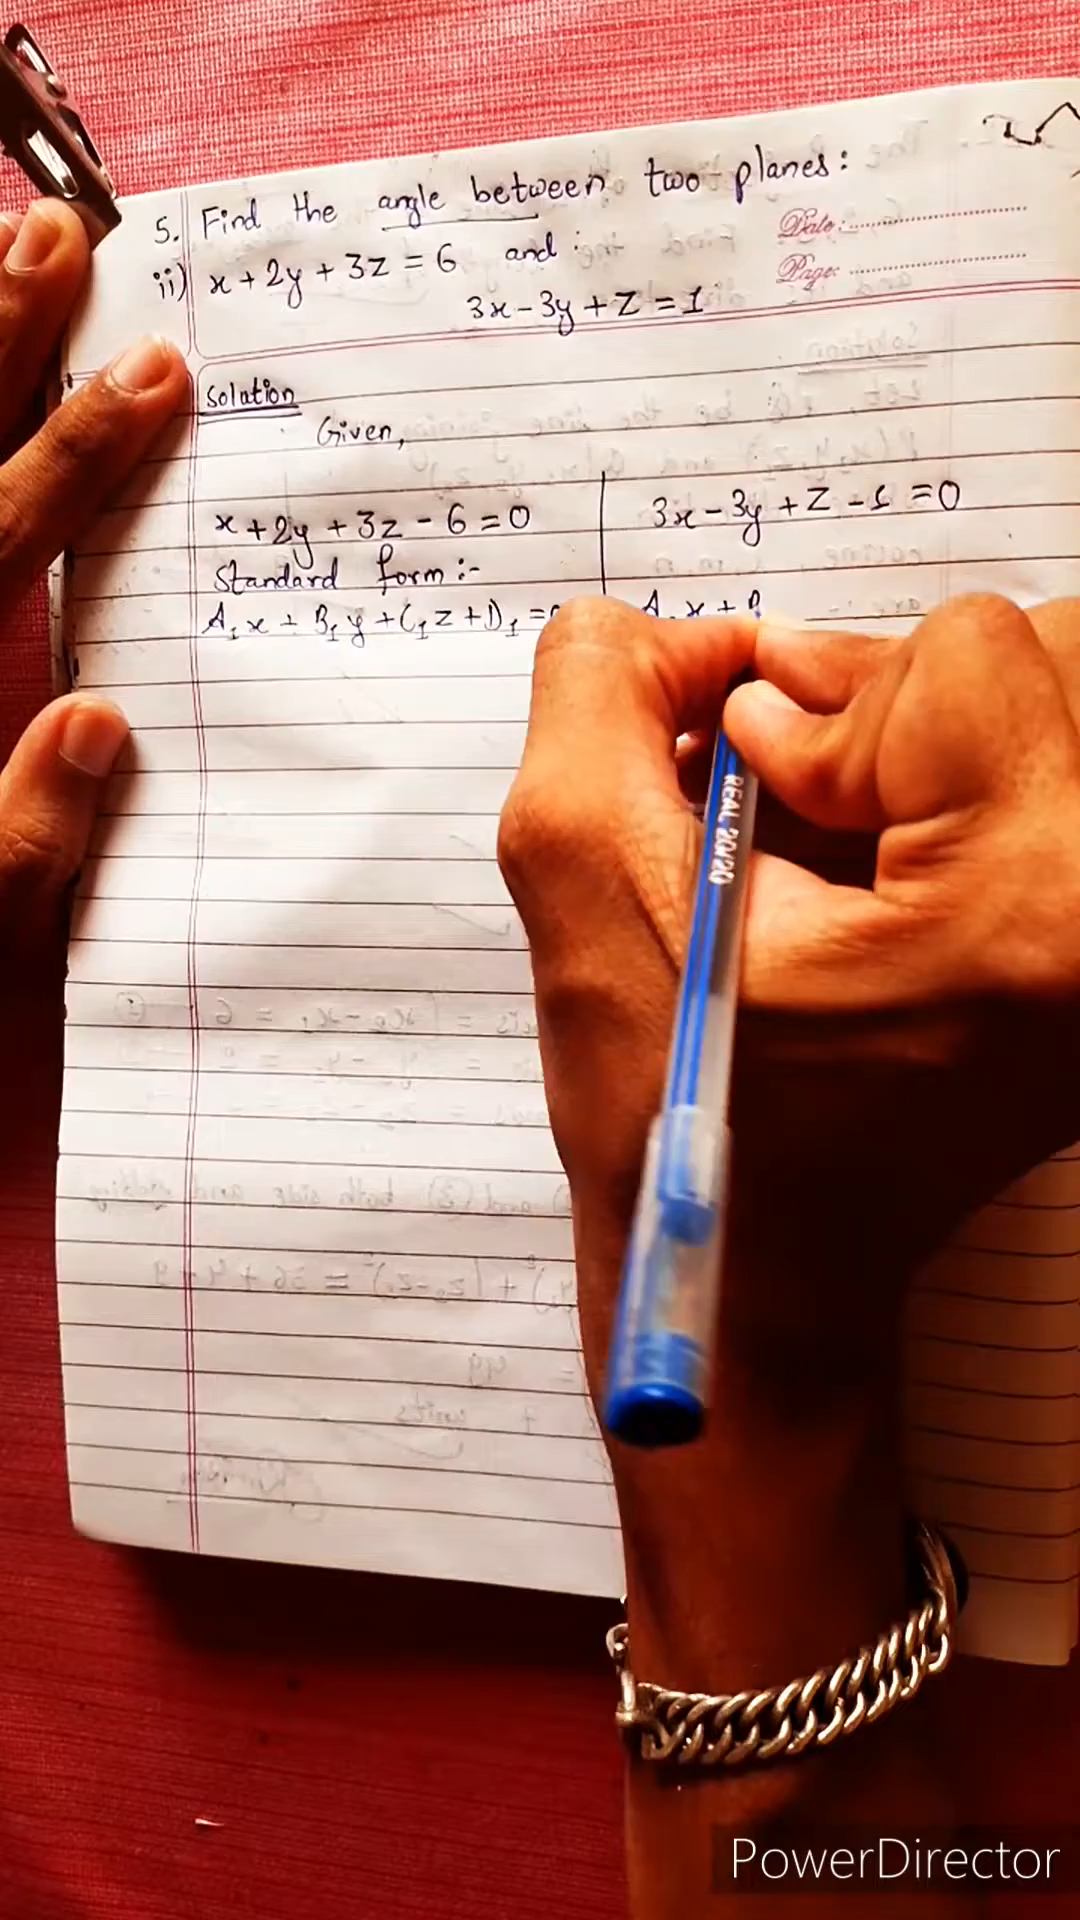 5. Find the angle between two planes:
Date:
ii) x + 2y + 3z = 6 and :
Page:
3x - 3y + z = 1
Solution
Given,
x + 2y + 3z - 6 = 0
3x - 3y + z - 1 = 0
Standard form :-
A₁x + B₁y + C₁z + D₁ =
x +
REAL 20/20
PowerDirector